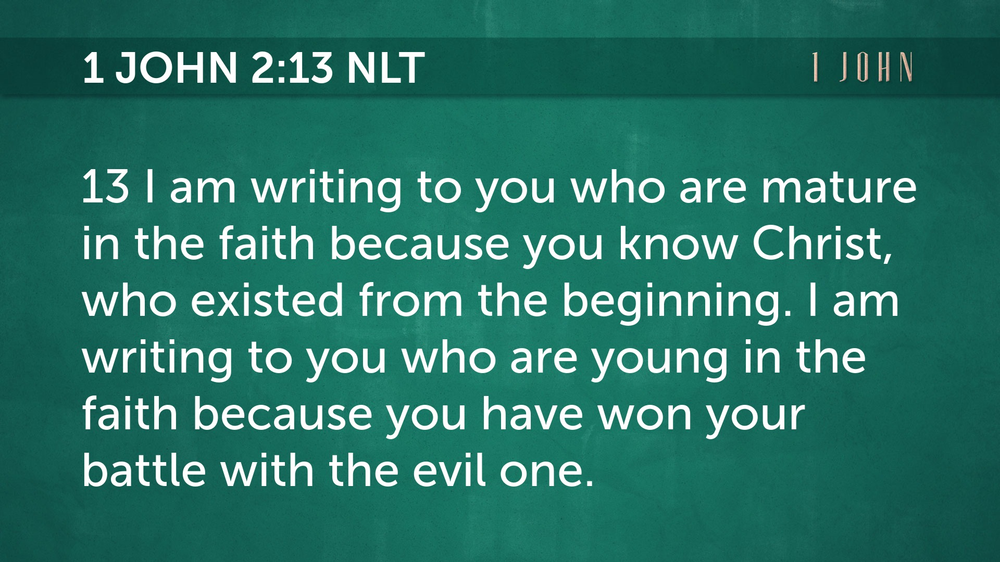 1 JOHN 2:13 NLT
1 JOHN
13 I am writing to you who are mature
in the faith because you know Christ,
who existed from the beginning. I am
writing to you who are young in the
faith because you have won your
battle with the evil one.